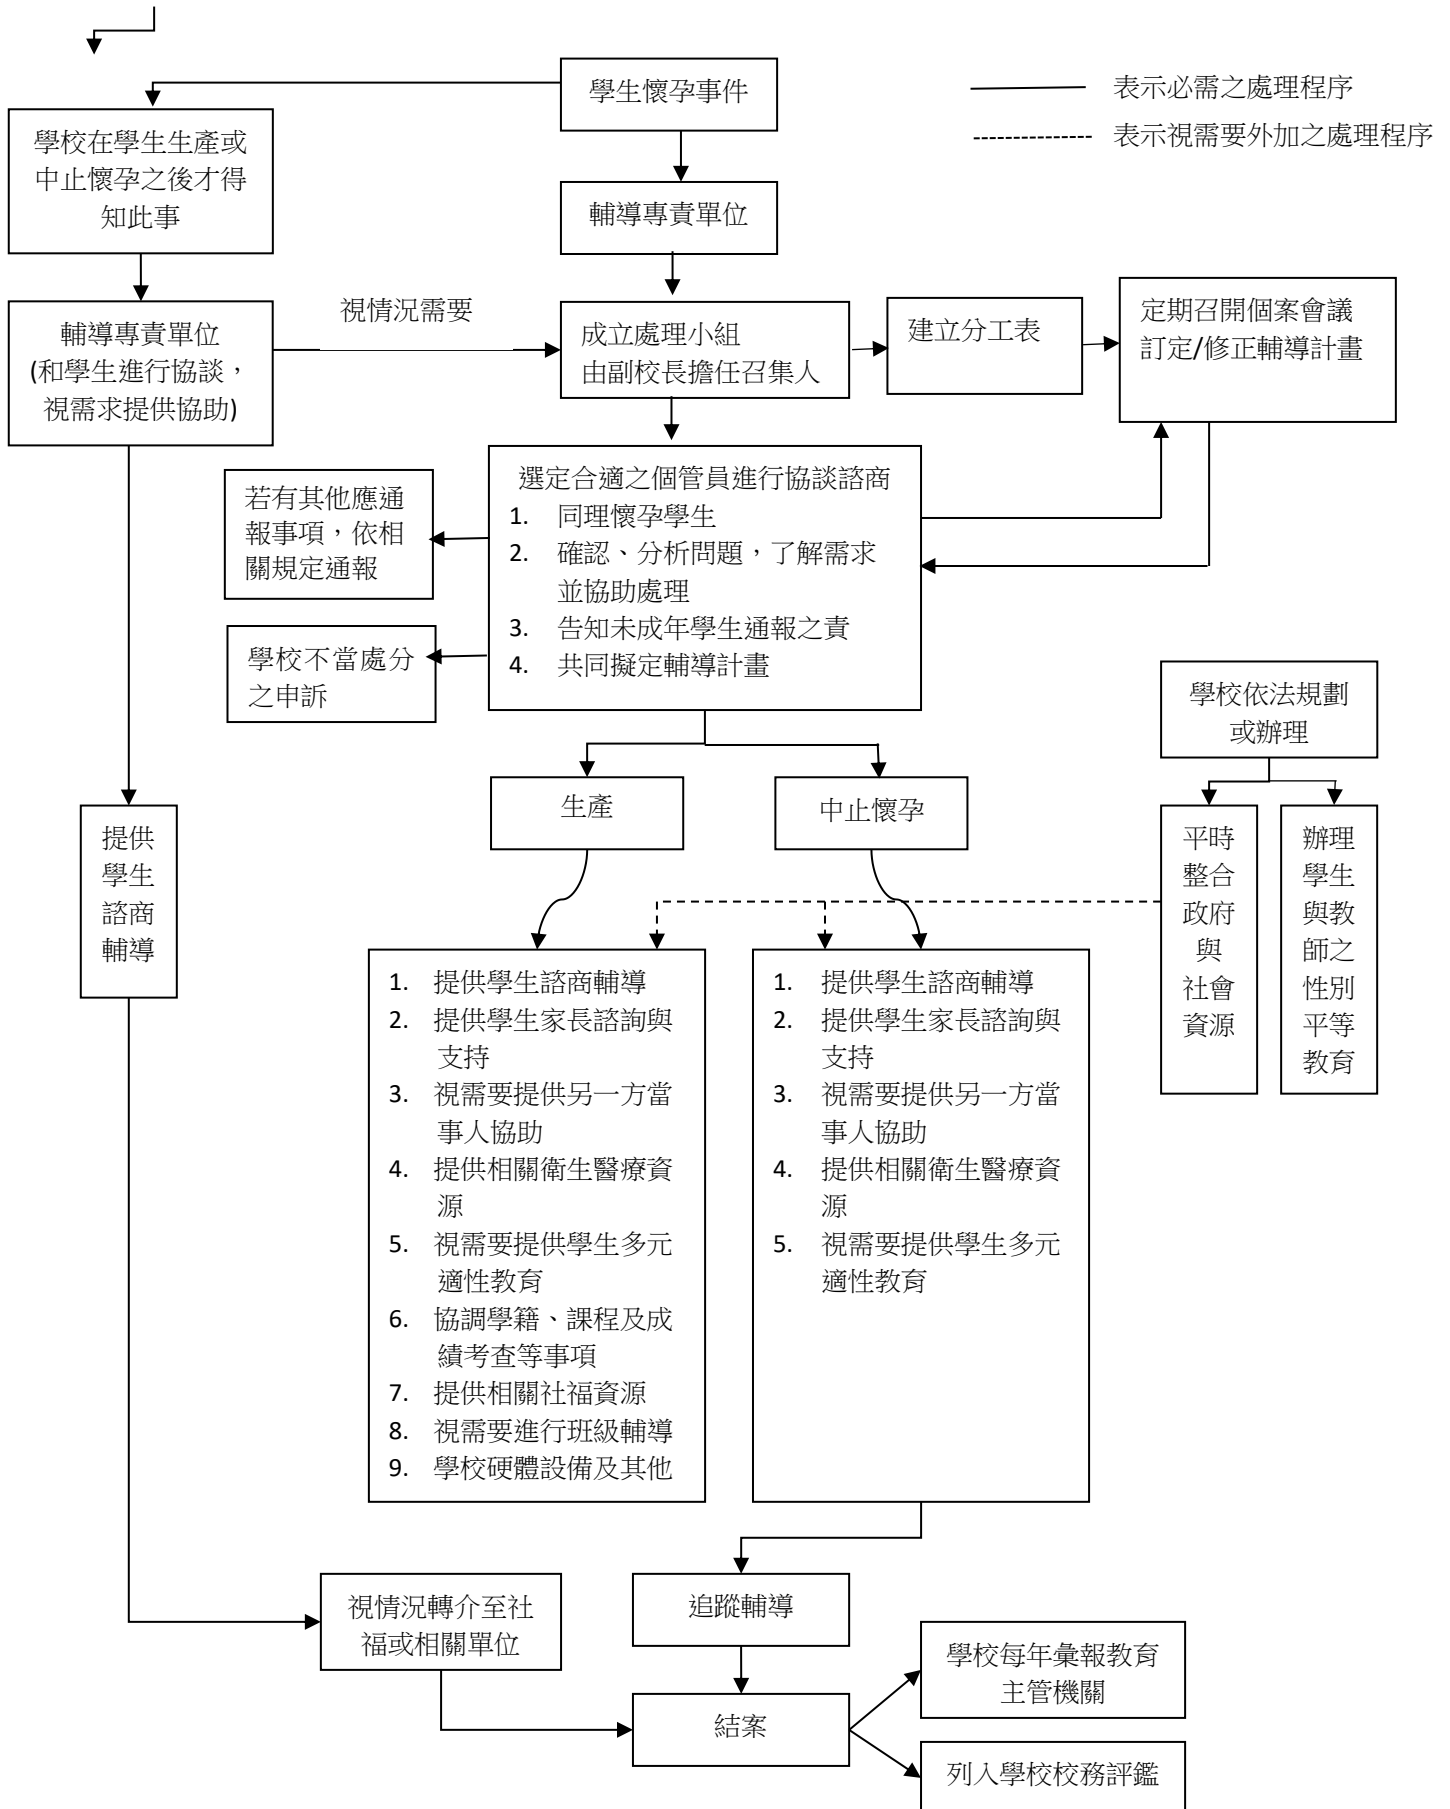 學生懷孕事件
表示必需之處理程序
表示視需要外加之處理程序
學校在學生生產或
中止懷孕之後才得
知此事
輔導專責單位
輔導專責單位
(和學生進行協談，
視需求提供協助)
視情況需要
成立處理小組
由副校長擔任召集人
建立分工表
定期召開個案會議
訂定/修正輔導計畫
選定合適之個管員進行協談諮商
1. 同理懷孕學生
2. 確認、分析問題，了解需求
並協助處理
3. 告知未成年學生通報之責
4. 共同擬定輔導計畫
若有其他應通
報事項，依相
關規定通報
學校不當處分
之申訴
學校依法規劃
或辦理
生產
中止懷孕
提供
學生
諮商
輔導
平時
整合
政府
與
社會
資源
辦理
學生
與教
師之
性別
平等
教育
1. 提供學生諮商輔導
2. 提供學生家長諮詢與
支持
3. 視需要提供另一方當
事人協助
4. 提供相關衛生醫療資
源
5. 視需要提供學生多元
適性教育
6. 協調學籍、課程及成
績考查等事項
7. 提供相關社福資源
8. 視需要進行班級輔導
9. 學校硬體設備及其他
1. 提供學生諮商輔導
2. 提供學生家長諮詢與
支持
3. 視需要提供另一方當
事人協助
4. 提供相關衛生醫療資
源
5. 視需要提供學生多元
適性教育
視情況轉介至社
福或相關單位
追蹤輔導
結案
學校每年彙報教育
主管機關
列入學校校務評鑑